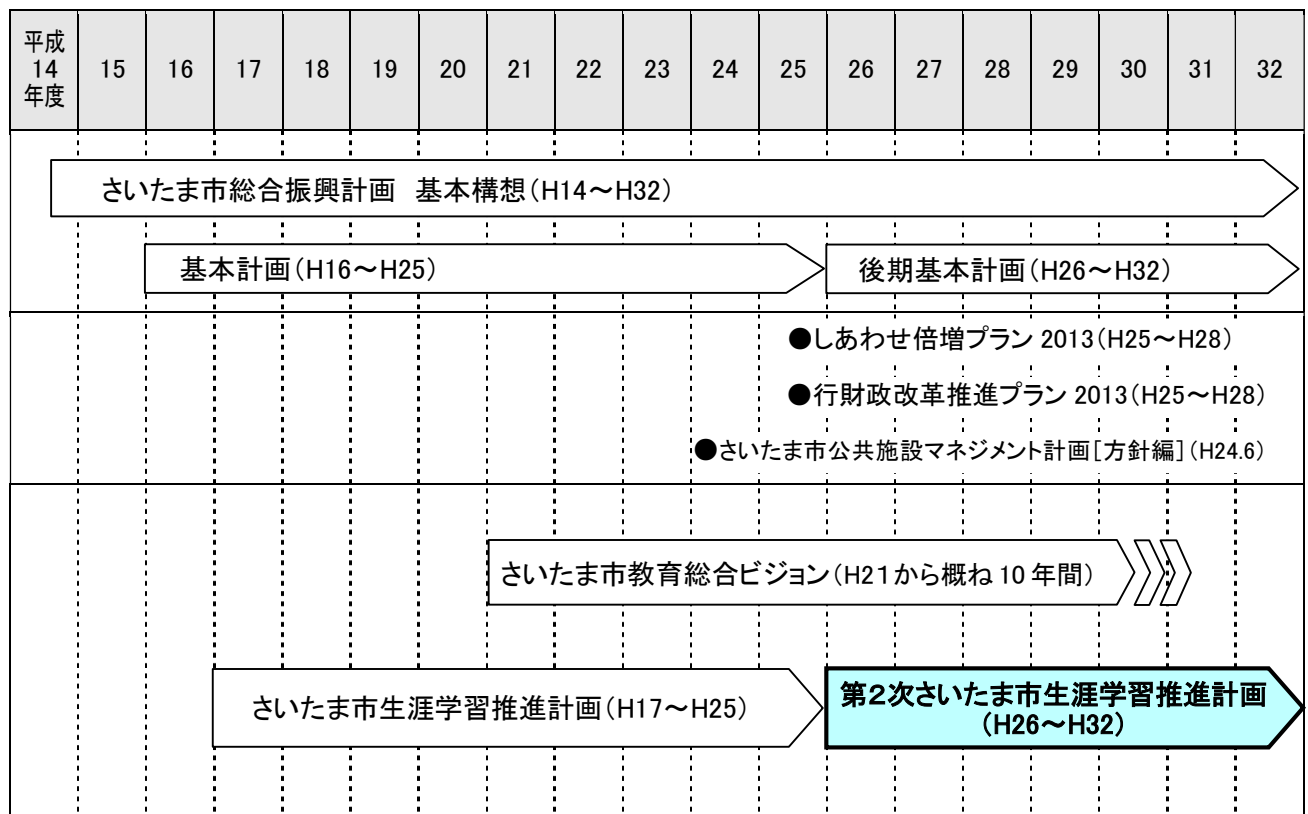 平成
14
年度
15 16 17 18 19 20 21 22 23 24 25 26 27 28 29 30 31 32
さいたま市総合振興計画　基本構想（H14～H32）
基本計画（H16～H25）
後期基本計画（H26～H32）
●しあわせ倍増プラン 2013（H25～H28）
●行財政改革推進プラン 2013（H25～H28）
●さいたま市公共施設マネジメント計画［方針編］（H24.6）
さいたま市教育総合ビジョン（H21から概ね 10 年間）
さいたま市生涯学習推進計画（H17～H25）
第２次さいたま市生涯学習推進計画
（H26～H32）